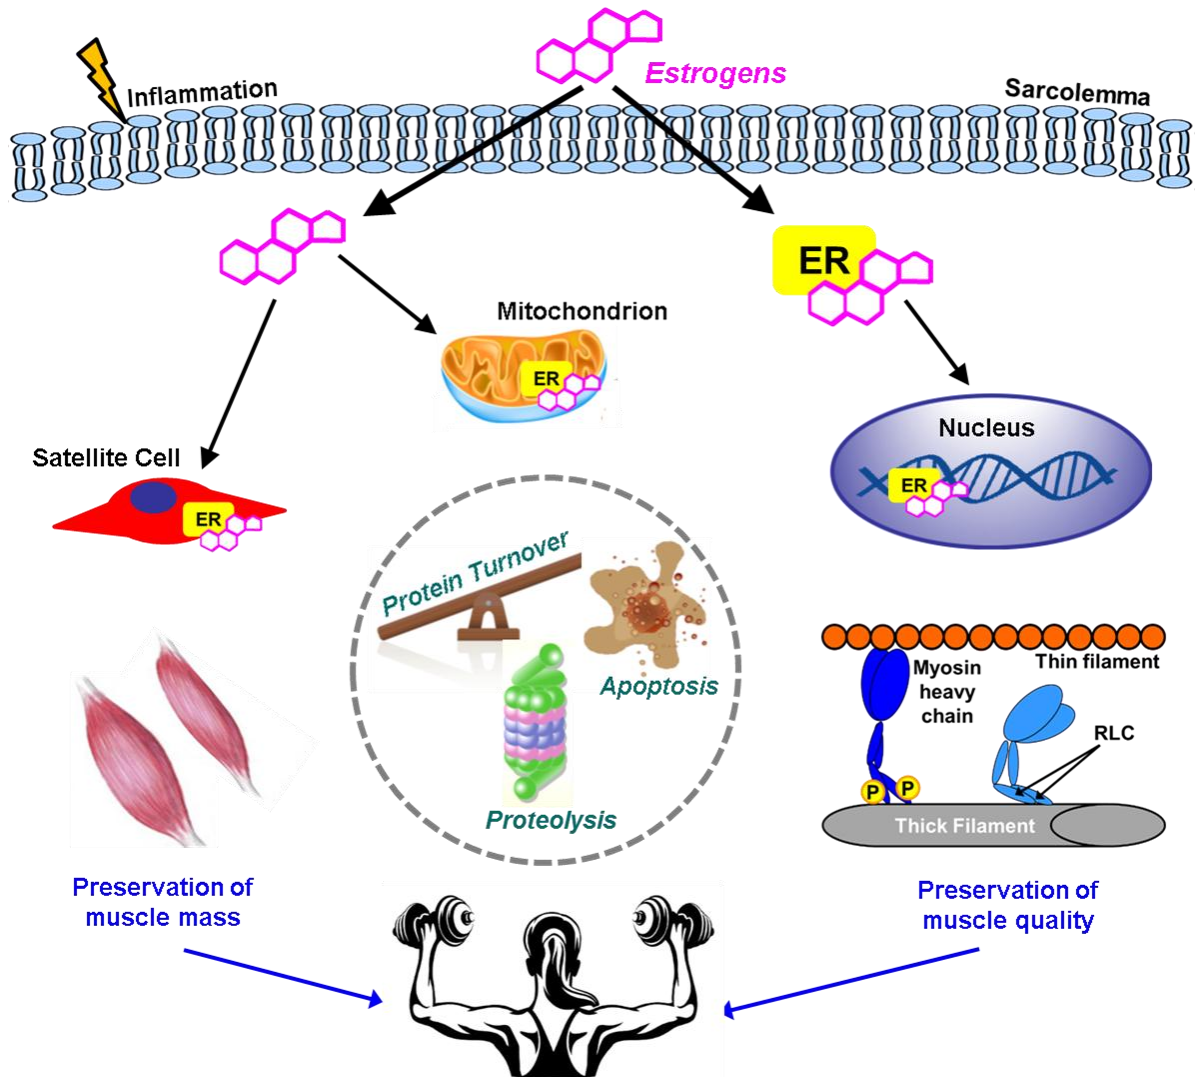 Estrogens
Inflammation
Sarcolemma
ER
Mitochondrion
ER
Nucleus
ER
Satellite Cell
ER
Protein Turnover
Apoptosis
Proteolysis
Thin filament
Myosin
heavy
chain
RLC
P
P
Thick Filament
Preservation of
muscle mass
Preservation of
muscle quality